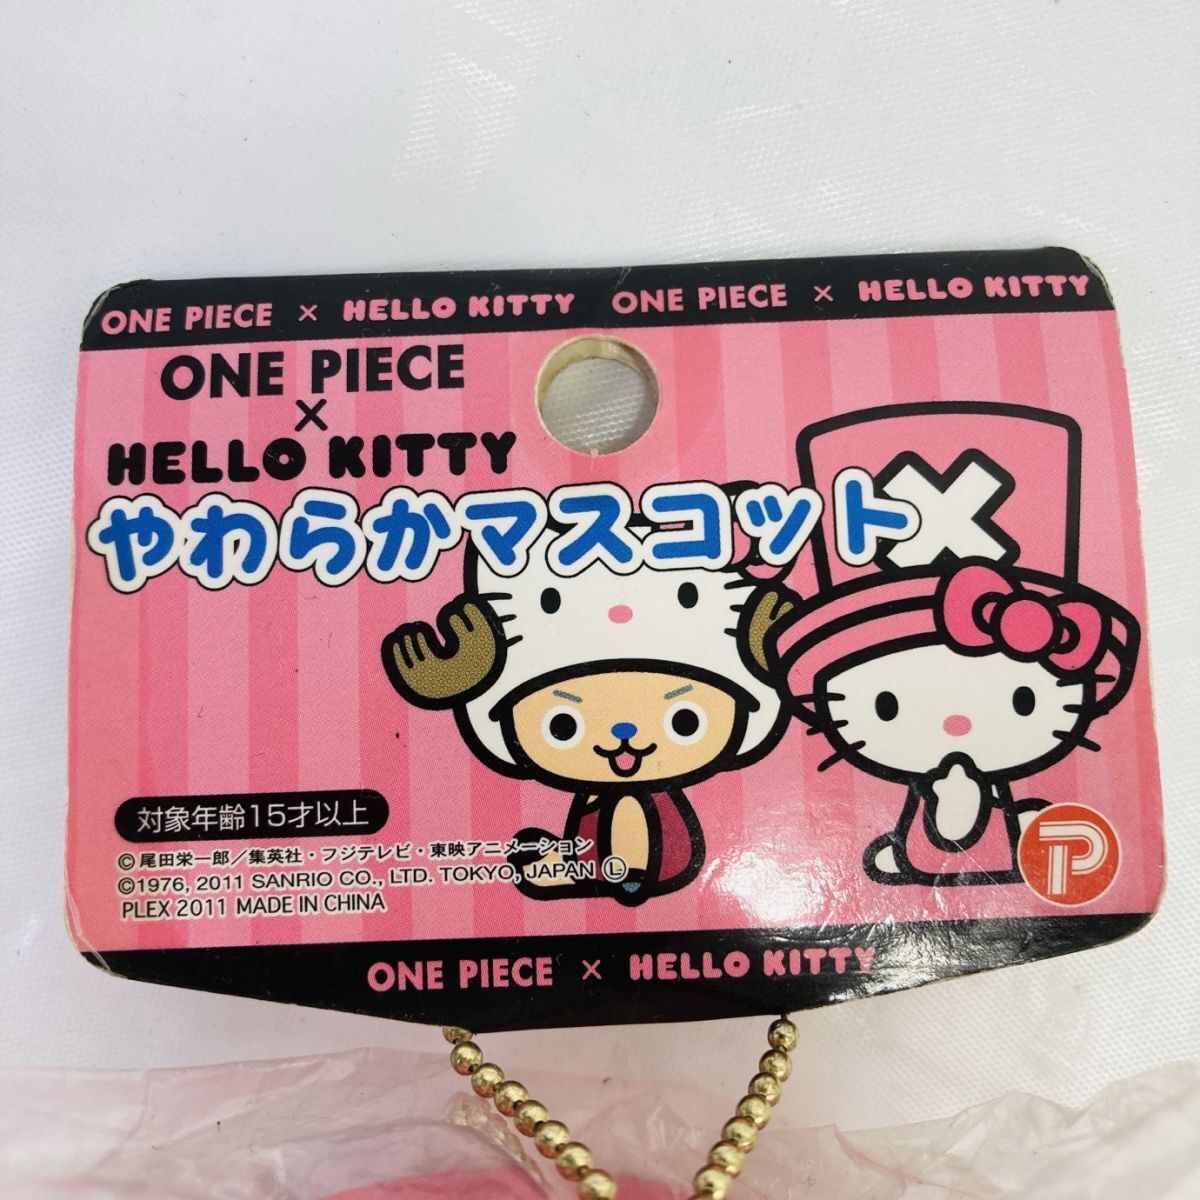 ONE PIECE × HELLO KITTY ONE PIECE × HELLO KITTY
ONE PIECE
×
HELLO KITTY
やわらかマスコット
対象年齢15才以上
©尾田栄一郎/集英社・フジテレビ・東映アニメーション
©1976, 2011 SANRIO CO., LTD. TOKYO, JAPAN Ⓛ
PLEX 2011 MADE IN CHINA
P
ONE PIECE × HELLO KITTY